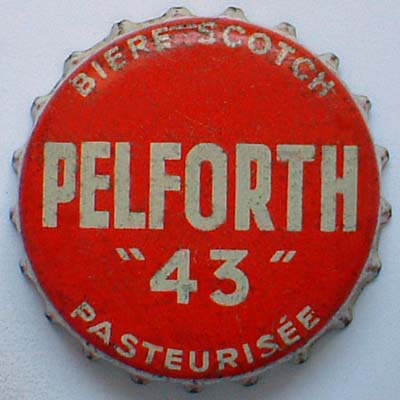 BIERE SCOTCH
PELFORTH
"43"
PASTEURISÉE